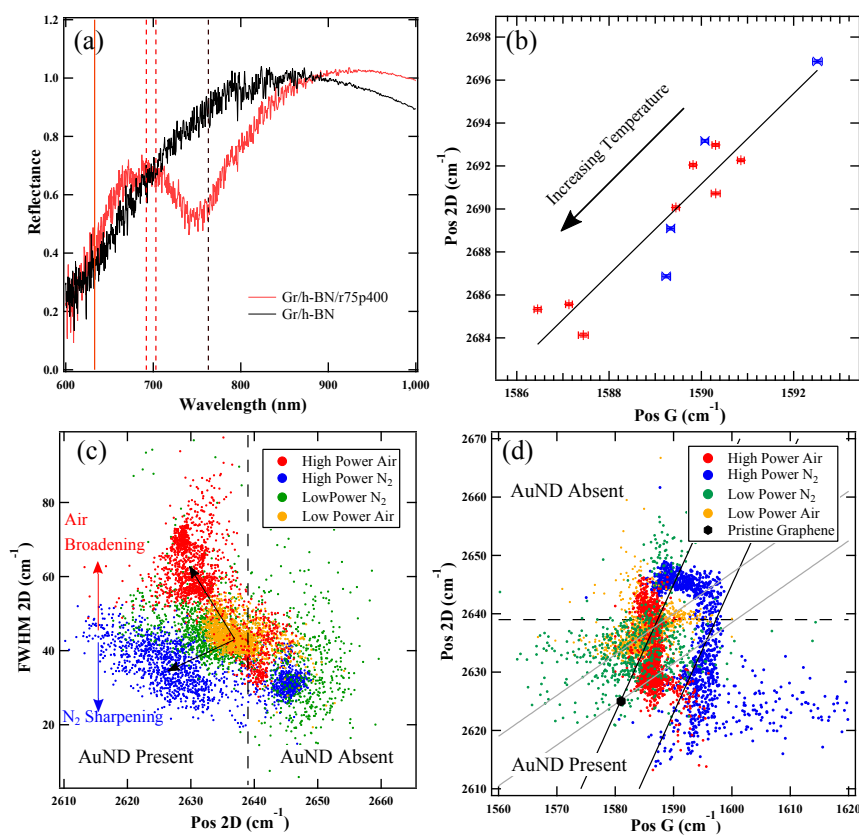 (a)
1.0
0.8
0.6
0.4
0.2
0.0
Reflectance
600
700
800
900
1,000
Wavelength (nm)
Gr/h-BN/r75p400
Gr/h-BN
(b)
2698
2696
2694
2692
2690
2688
2686
2684
Pos 2D (cm⁻¹)
1586
1588
1590
1592
Pos G (cm⁻¹)
Increasing Temperature
(c)
High Power Air
High Power N₂
LowPower N₂
Low Power Air
80
60
40
20
FWHM 2D (cm⁻¹)
Air
Broadening
N₂ Sharpening
AuND Present
AuND Absent
2610
2620
2630
2640
2650
2660
Pos 2D (cm⁻¹)
(d)
AuND Absent
High Power Air
High Power N₂
Low Power N₂
Low Power Air
Pristine Graphene
2670
2660
2650
2640
2630
2620
2610
Pos 2D (cm⁻¹)
AuND Present
1560
1570
1580
1590
1600
1610
1620
Pos G (cm⁻¹)